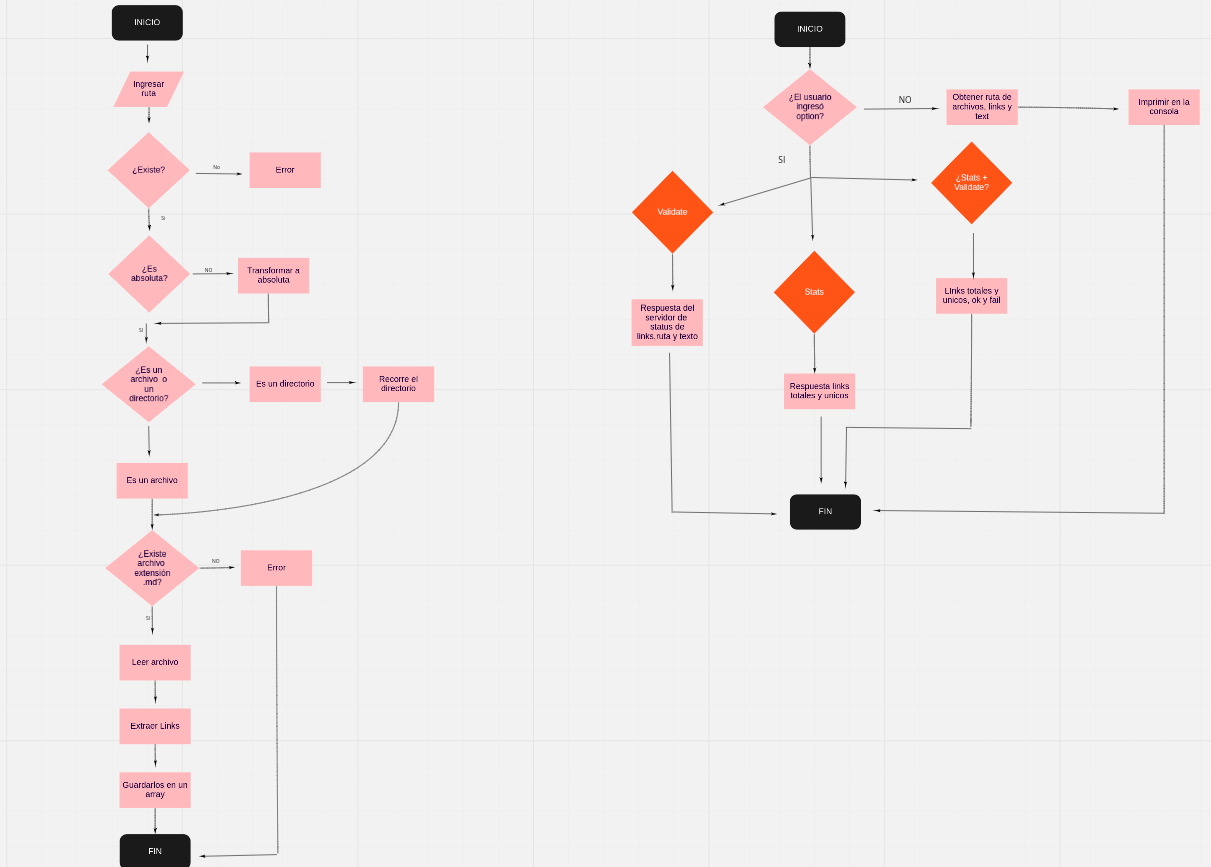 INICIO
Ingresar
ruta
¿Existe?
No
Error
SI
¿Es
absoluta?
NO
Transformar a
absoluta
SI
¿Es un
archivo o
un
directorio?
Es un directorio
Recorre el
directorio
Es un archivo
¿Existe
archivo
extensión
.md?
NO
Error
SI
Leer archivo
Extraer Links
Guardarlos en un
array
FIN
INICIO
¿El usuario
ingresó
option?
NO
Obtener ruta de
archivos, links y
text
Imprimir en la
consola
SI
Validate
Stats
¿Stats +
Validate?
Respuesta del
servidor de
status de
links.ruta y texto
Respuesta links
totales y unicos
LInks totales y
unicos, ok y fail
FIN